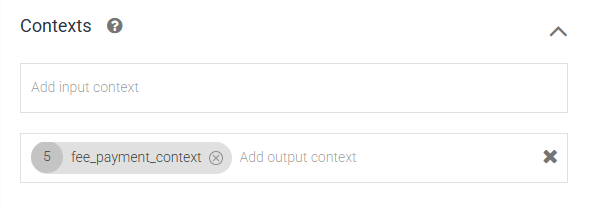 Contexts ?
Add input context
5 fee_payment_context Add output context